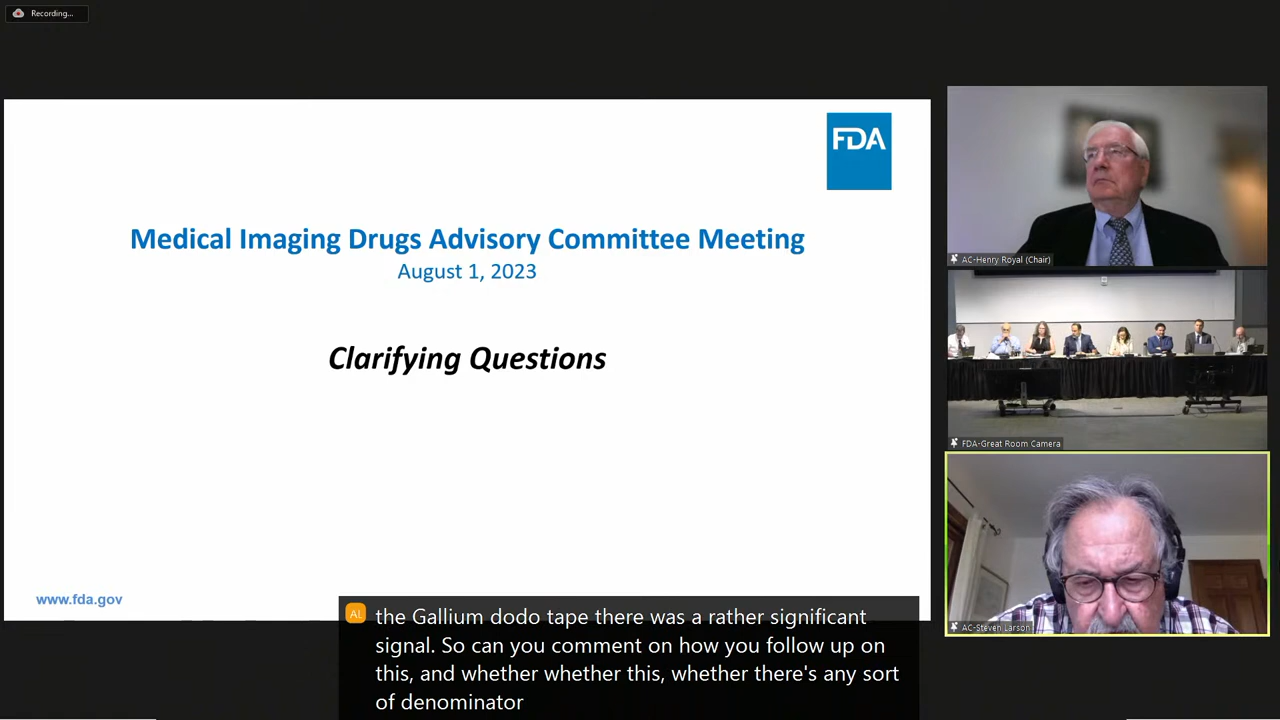 Recording...
FDA
Medical Imaging Drugs Advisory Committee Meeting
August 1, 2023
Clarifying Questions
www.fda.gov
AL
the Gallium dodo tape there was a rather significant
signal. So can you comment on how you follow up on
this, and whether whether this, whether there's any sort
of denominator
AC-Henry Royal (Chair)
FDA-Great Room Camera
AC-Steven Larson